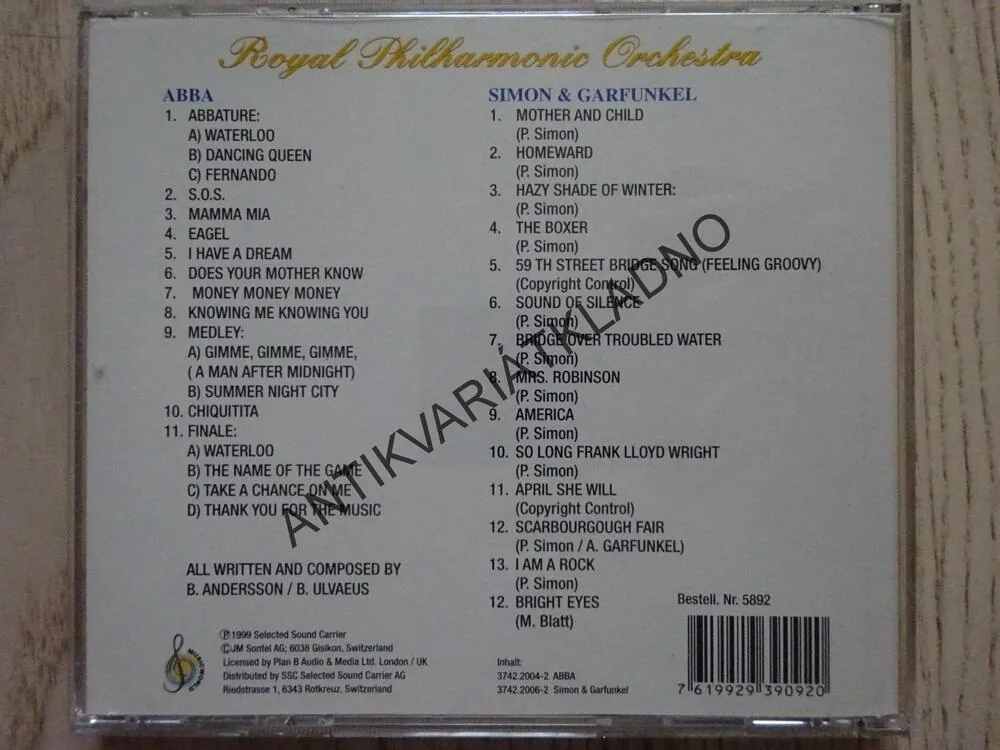 Royal Philharmonic Orchestra
ABBA
1. ABBATURE:
A) WATERLOO
B) DANCING QUEEN
C) FERNANDO
2. S.O.S.
3. MAMMA MIA
4. EAGEL
5. I HAVE A DREAM
6. DOES YOUR MOTHER KNOW
7. MONEY MONEY MONEY
8. KNOWING ME KNOWING YOU
9. MEDLEY:
A) GIMME, GIMME, GIMME,
( A MAN AFTER MIDNIGHT)
B) SUMMER NIGHT CITY
10. CHIQUITITA
11. FINALE:
A) WATERLOO
B) THE NAME OF THE GAME
C) TAKE A CHANCE ON ME
D) THANK YOU FOR THE MUSIC
ALL WRITTEN AND COMPOSED BY
B. ANDERSSON / B. ULVAEUS
SIMON & GARFUNKEL
1. MOTHER AND CHILD
(P. Simon)
2. HOMEWARD
(P. Simon)
3. HAZY SHADE OF WINTER:
(P. Simon)
4. THE BOXER
(P. Simon)
5. 59 TH STREET BRIDGE SONG (FEELING GROOVY)
(Copyright Control)
6. SOUND OF SILENCE
(P. Simon)
7. BRIDGE OVER TROUBLED WATER
(P. Simon)
8. MRS. ROBINSON
(P. Simon)
9. AMERICA
(P. Simon)
10. SO LONG FRANK LLOYD WRIGHT
(P. Simon)
11. APRIL SHE WILL
(Copyright Control)
12. SCARBOURGOUGH FAIR
(P. Simon / A. GARFUNKEL)
13. I AM A ROCK
(P. Simon)
12. BRIGHT EYES
(M. Blatt)
Bestell. Nr. 5892
MUSIC WORLD
Ⓟ 1999 Selected Sound Carrier
©JM Sontel AG; 6038 Gisikon, Switzerland
Licensed by Plan B Audio & Media Ltd. London / UK
Distributed by SSC Selected Sound Carrier AG
Riedstrasse 1, 6343 Rotkreuz, Switzerland
Inhalt:
3742.2004-2 ABBA
3742.2006-2 Simon & Garfunkel
7 619929 390920
ANTIKVARIÁTKLADNO